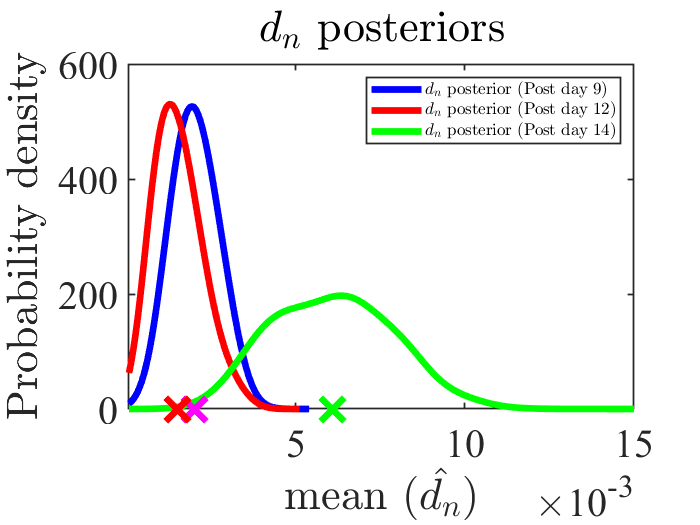 d_n posteriors
600
400
200
0
Probability density
d_n posterior (Post day 9)
d_n posterior (Post day 12)
d_n posterior (Post day 14)
5
10
15
mean (d̂_n)
×10^-3